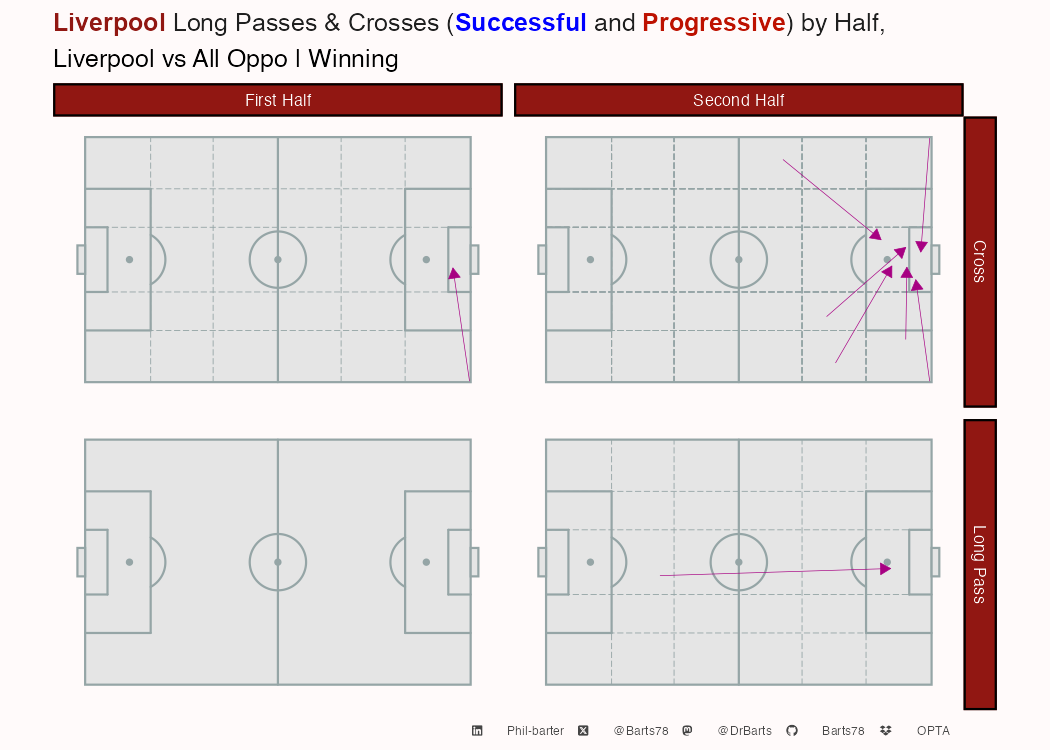 Liverpool Long Passes & Crosses (Successful and Progressive) by Half,
Liverpool vs All Oppo | Winning
First Half
Second Half
Cross
Long Pass
Phil-barter @Barts78 @DrBarts Barts78 OPTA